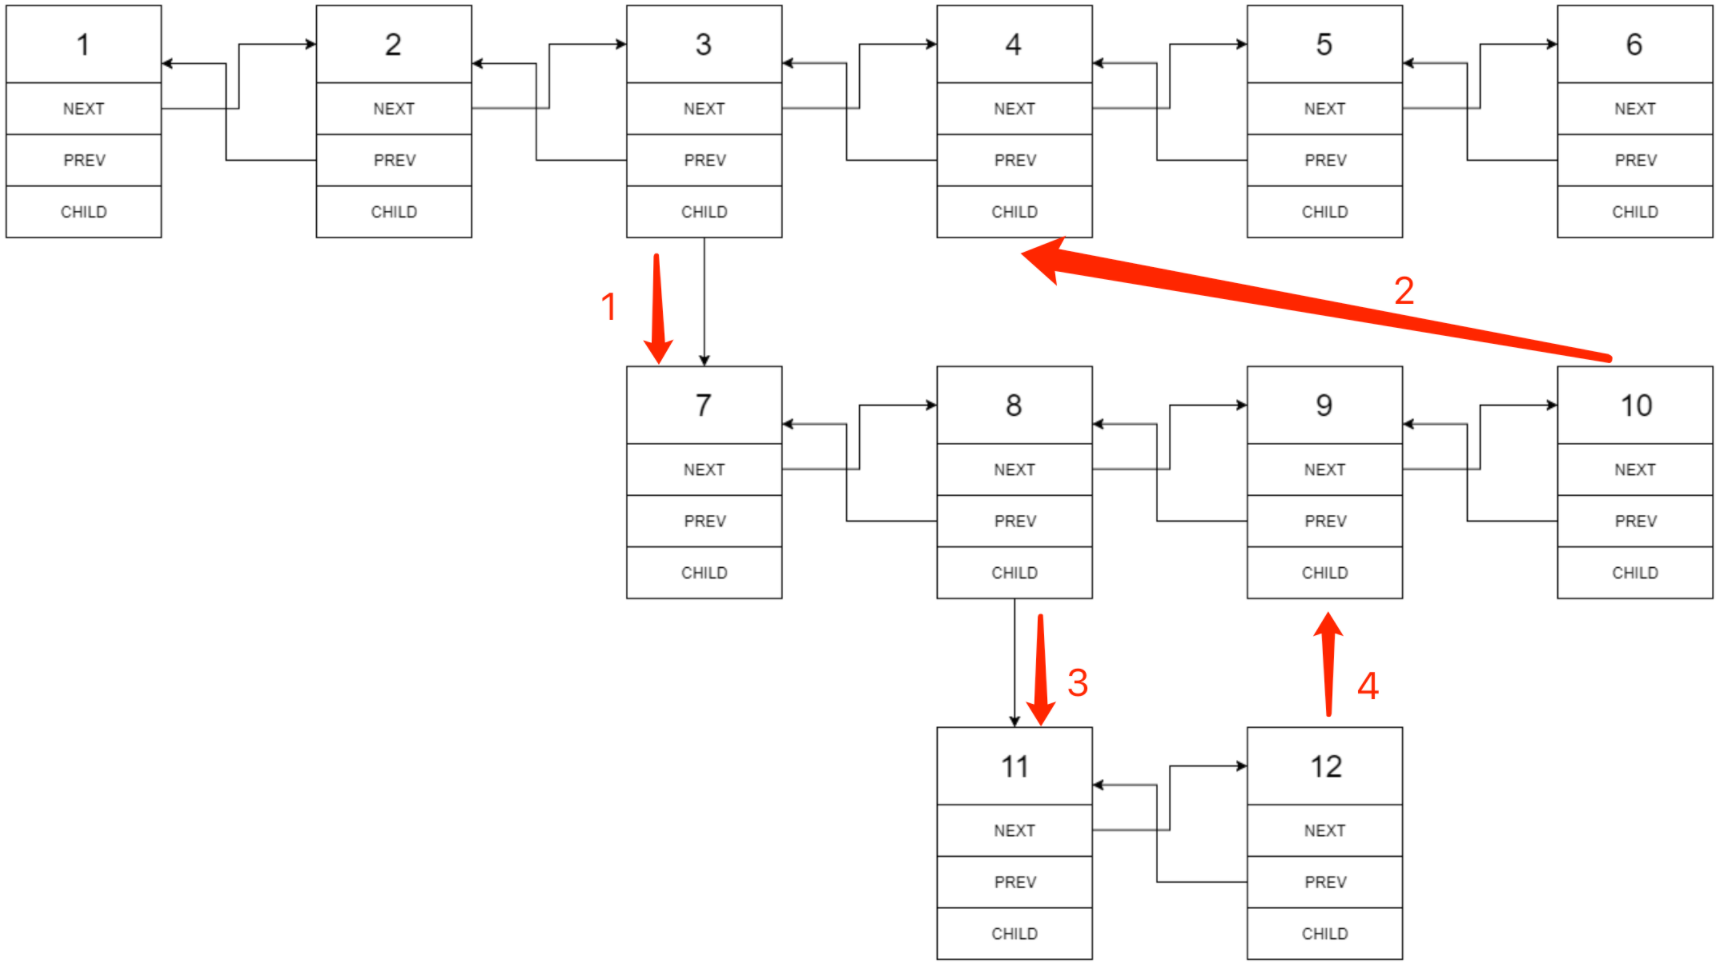 1 2 3 4 5 6
NEXT NEXT NEXT NEXT NEXT NEXT
PREV PREV PREV PREV PREV PREV
CHILD CHILD CHILD CHILD CHILD CHILD
1 2
7 8 9 10
NEXT NEXT NEXT NEXT
PREV PREV PREV PREV
CHILD CHILD CHILD CHILD
3 4
11 12
NEXT NEXT
PREV PREV
CHILD CHILD